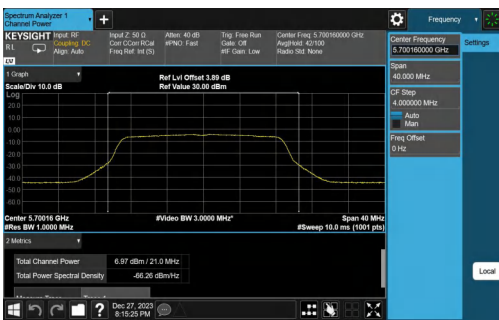 Spectrum Analyzer 1
Channel Power
Frequency
KEYSIGHT
Input: RF
Coupling: DC
Align: Auto
Input Z: 50 Ω
Corr CCorr RCal
Freq Ref: Int (S)
Atten: 40 dB
#PNO: Fast
Trig: Free Run
Gate: Off
#IF Gain: Low
Center Freq: 5.700160000 GHz
Avg|Hold: 42/100
Radio Std: None
RL
LXI
Center Frequency
5.700160000 GHz
Settings
Span
40.000 MHz
CF Step
4.000000 MHz
Auto
Man
Freq Offset
0 Hz
Local
1 Graph
Scale/Div 10.0 dB
Ref Lvl Offset 3.89 dB
Ref Value 30.00 dBm
Log
20.0
10.0
0.00
-10.0
-20.0
-30.0
-40.0
-50.0
-60.0
Center 5.70016 GHz
#Res BW 1.0000 MHz
#Video BW 3.0000 MHz*
Span 40 MHz
#Sweep 10.0 ms (1001 pts)
2 Metrics
Total Channel Power 6.97 dBm / 21.0 MHz
Total Power Spectral Density -66.26 dBm/Hz
Dec 27, 2023
8:15:25 PM